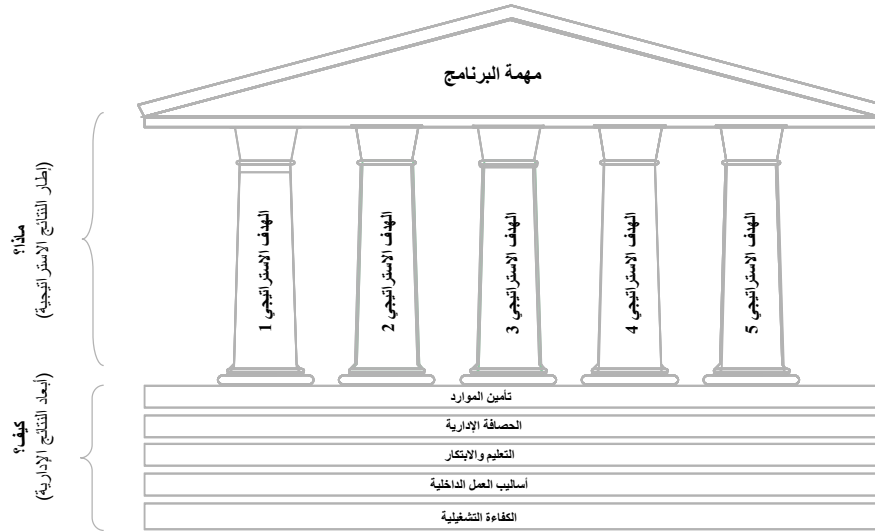 مهمة البرنامج
ماذا؟
(إطار النتائج الاستراتيجية)
الهدف الاستراتيجي 1
الهدف الاستراتيجي 2
الهدف الاستراتيجي 3
الهدف الاستراتيجي 4
الهدف الاستراتيجي 5
كيف؟
(أبعاد النتائج الإدارية)
تأمين الموارد
الحصافة الإدارية
التعليم والابتكار
أساليب العمل الداخلية
الكفاءة التشغيلية